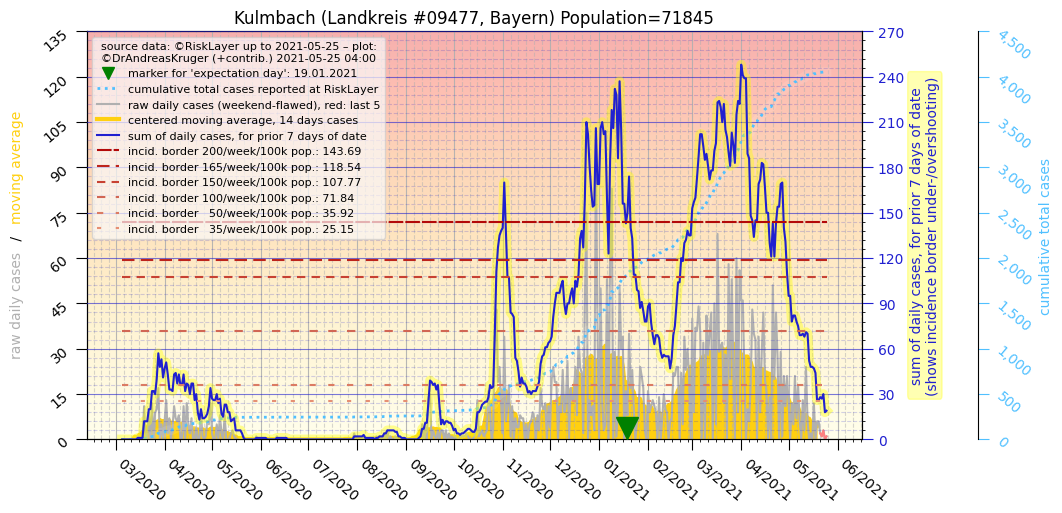 Kulmbach (Landkreis #09477, Bayern) Population=71845
source data: ©RiskLayer up to 2021-05-25 – plot:
©DrAndreasKruger (+contrib.) 2021-05-25 04:00
marker for 'expectation day': 19.01.2021
cumulative total cases reported at RiskLayer
raw daily cases (weekend-flawed), red: last 5
centered moving average, 14 days cases
sum of daily cases, for prior 7 days of date
incid. border 200/week/100k pop.: 143.69
incid. border 165/week/100k pop.: 118.54
incid. border 150/week/100k pop.: 107.77
incid. border 100/week/100k pop.: 71.84
incid. border   50/week/100k pop.: 35.92
incid. border   35/week/100k pop.: 25.15
raw daily cases / moving average
135
120
105
90
75
60
45
30
15
0
03/2020
04/2020
05/2020
06/2020
07/2020
08/2020
09/2020
10/2020
11/2020
12/2020
01/2021
02/2021
03/2021
04/2021
05/2021
06/2021
270
240
210
180
150
120
90
60
30
0
sum of daily cases, for prior 7 days of date
(shows incidence border under-/overshooting)
4,500
4,000
3,500
3,000
2,500
2,000
1,500
1,000
500
0
cumulative total cases